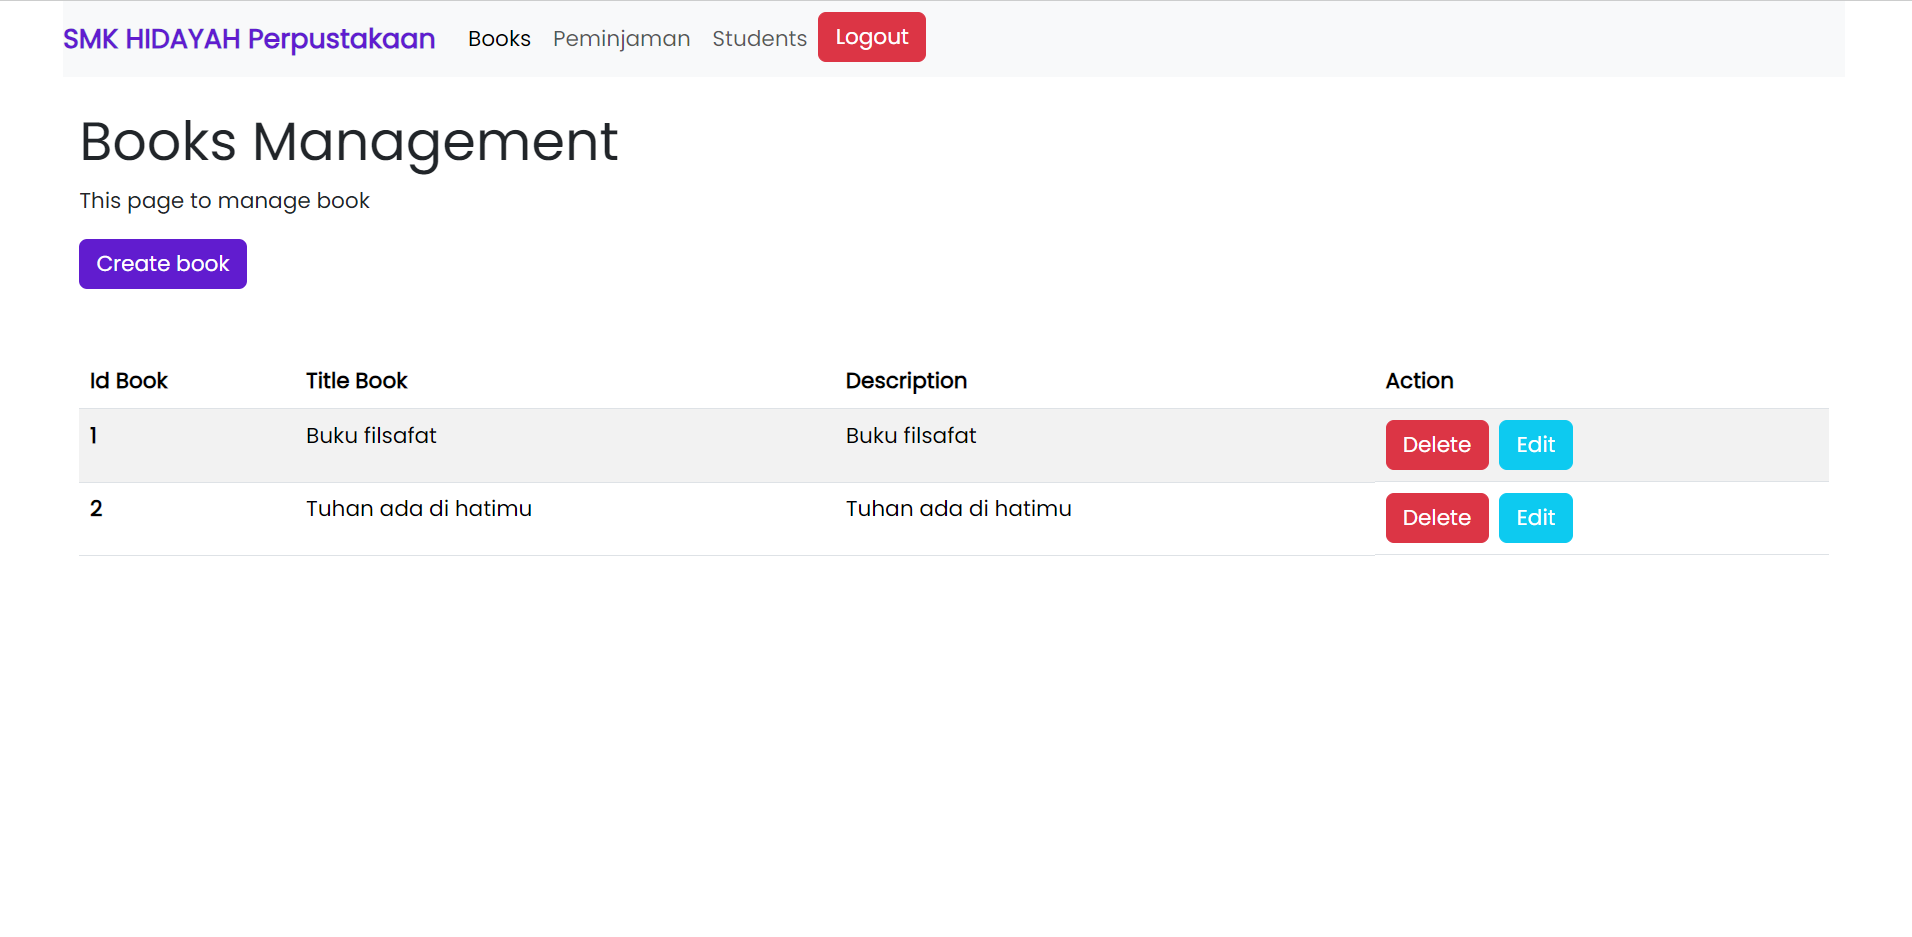 SMK HIDAYAH Perpustakaan Books Peminjaman Students Logout
Books Management
This page to manage book
Create book
Id Book Title Book Description Action
1 Buku filsafat Buku filsafat Delete Edit
2 Tuhan ada di hatimu Tuhan ada di hatimu Delete Edit